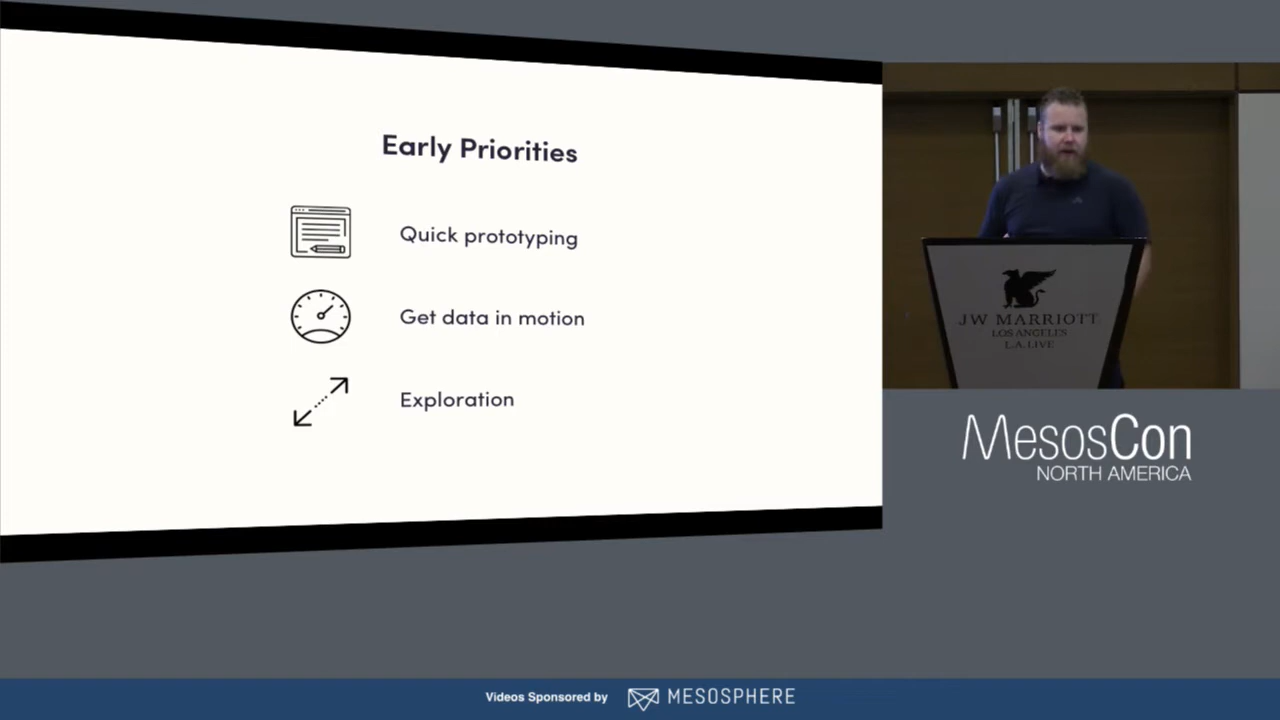 Early Priorities
Quick prototyping
Get data in motion
Exploration
JW MARRIOTT
LOS ANGELES
L.A. LIVE
MesosCon
NORTH AMERICA
Videos Sponsored by MESOSPHERE